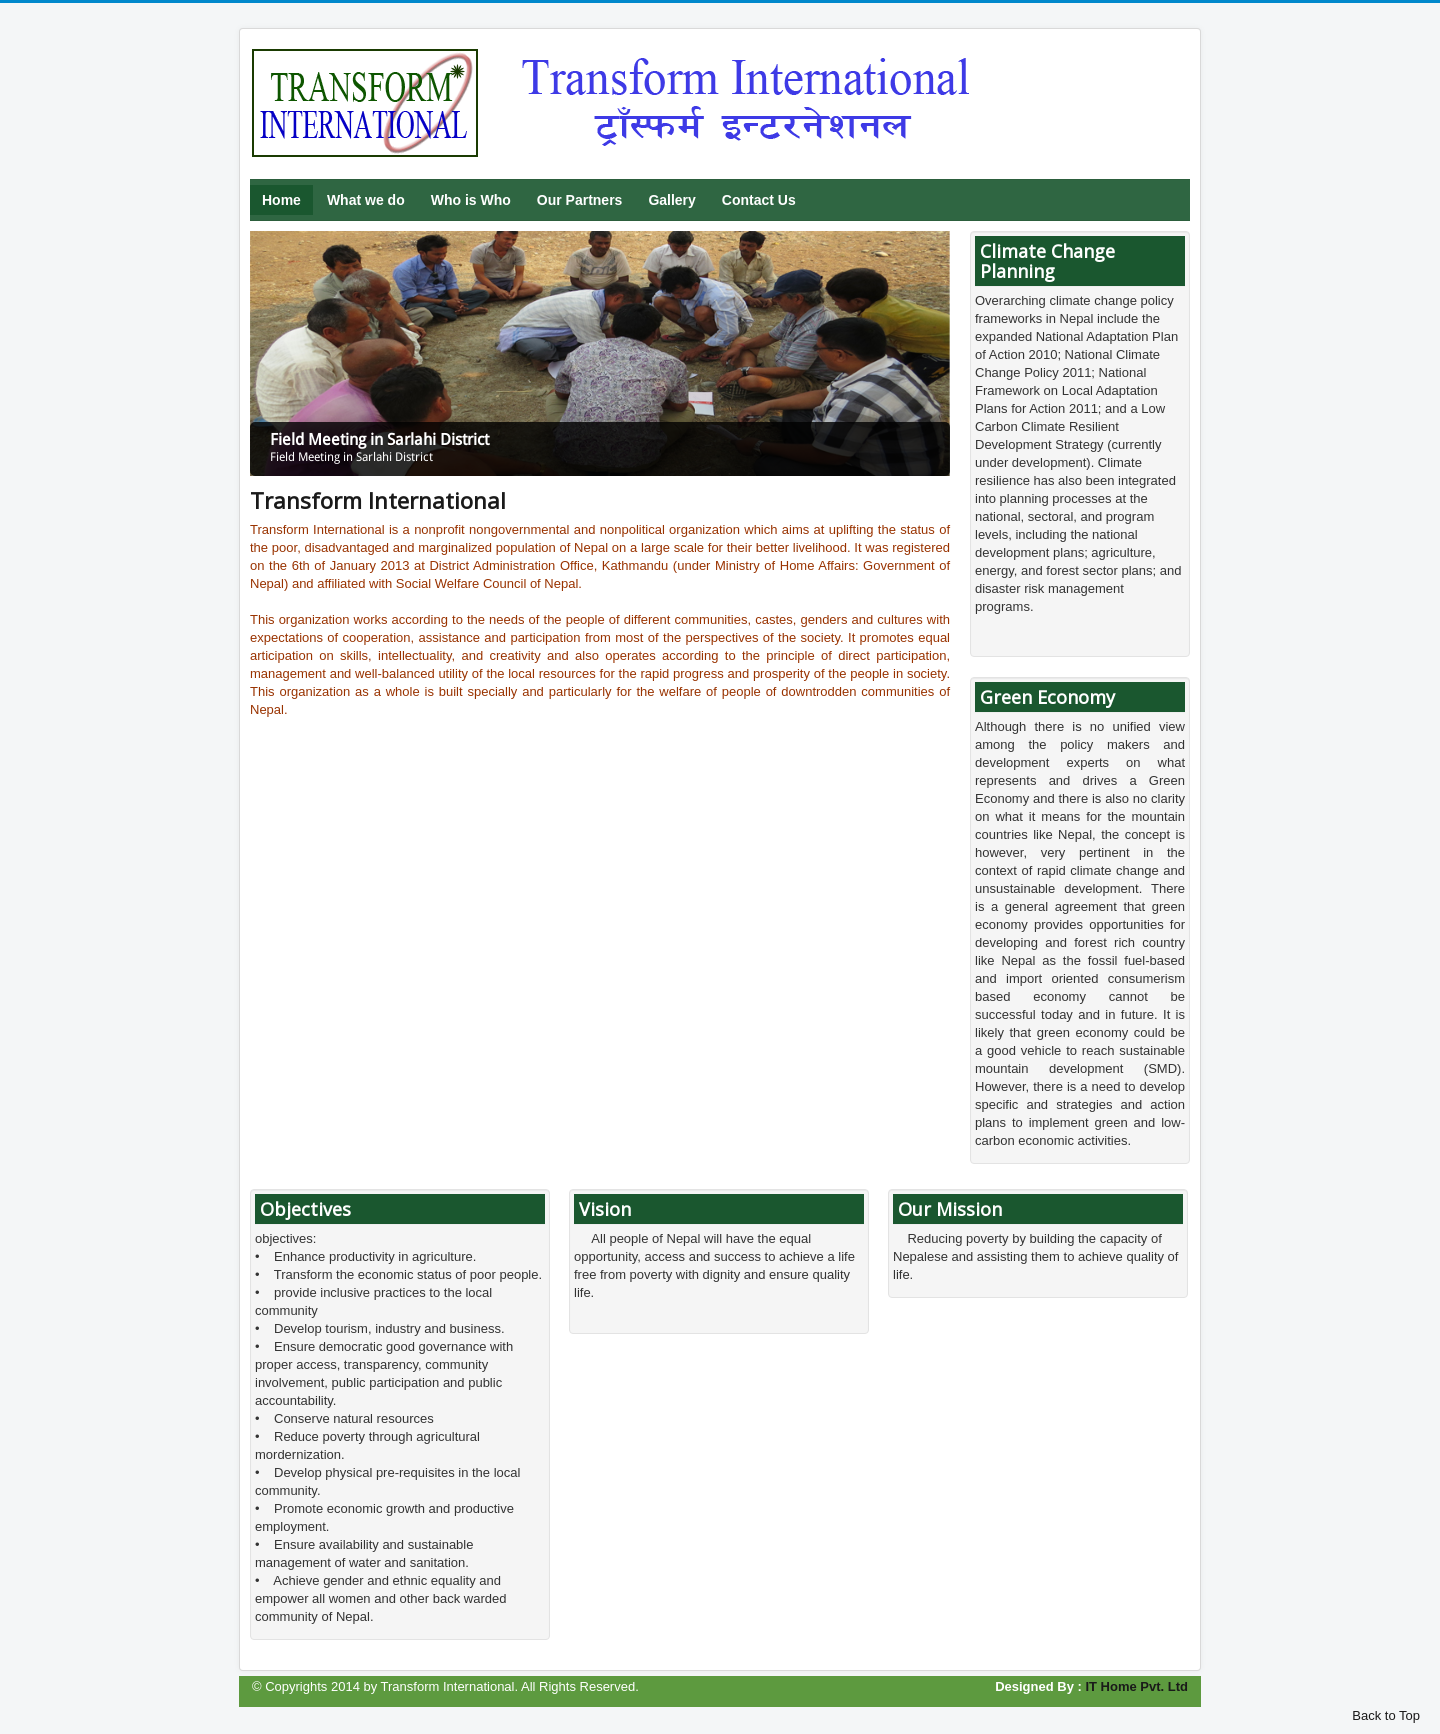 TRANSFORM
INTERNATIONAL
Transform International
ट्राँस्फर्म इन्टरनेशनल
Home What we do Who is Who Our Partners Gallery Contact Us
Field Meeting in Sarlahi District
Field Meeting in Sarlahi District
Transform International
Transform International is a nonprofit nongovernmental and nonpolitical organization which aims at uplifting the status of
the poor, disadvantaged and marginalized population of Nepal on a large scale for their better livelihood. It was registered
on the 6th of January 2013 at District Administration Office, Kathmandu (under Ministry of Home Affairs: Government of
Nepal) and affiliated with Social Welfare Council of Nepal.
This organization works according to the needs of the people of different communities, castes, genders and cultures with
expectations of cooperation, assistance and participation from most of the perspectives of the society. It promotes equal
articipation on skills, intellectuality, and creativity and also operates according to the principle of direct participation,
management and well-balanced utility of the local resources for the rapid progress and prosperity of the people in society.
This organization as a whole is built specially and particularly for the welfare of people of downtrodden communities of
Nepal.
Climate Change
Planning
Overarching climate change policy
frameworks in Nepal include the
expanded National Adaptation Plan
of Action 2010; National Climate
Change Policy 2011; National
Framework on Local Adaptation
Plans for Action 2011; and a Low
Carbon Climate Resilient
Development Strategy (currently
under development). Climate
resilience has also been integrated
into planning processes at the
national, sectoral, and program
levels, including the national
development plans; agriculture,
energy, and forest sector plans; and
disaster risk management
programs.
Green Economy
Although there is no unified view
among the policy makers and
development experts on what
represents and drives a Green
Economy and there is also no clarity
on what it means for the mountain
countries like Nepal, the concept is
however, very pertinent in the
context of rapid climate change and
unsustainable development. There
is a general agreement that green
economy provides opportunities for
developing and forest rich country
like Nepal as the fossil fuel-based
and import oriented consumerism
based economy cannot be
successful today and in future. It is
likely that green economy could be
a good vehicle to reach sustainable
mountain development (SMD).
However, there is a need to develop
specific and strategies and action
plans to implement green and low-
carbon economic activities.
Objectives
objectives:
• Enhance productivity in agriculture.
• Transform the economic status of poor people.
• provide inclusive practices to the local
community
• Develop tourism, industry and business.
• Ensure democratic good governance with
proper access, transparency, community
involvement, public participation and public
accountability.
• Conserve natural resources
• Reduce poverty through agricultural
mordernization.
• Develop physical pre-requisites in the local
community.
• Promote economic growth and productive
employment.
• Ensure availability and sustainable
management of water and sanitation.
• Achieve gender and ethnic equality and
empower all women and other back warded
community of Nepal.
Vision
All people of Nepal will have the equal
opportunity, access and success to achieve a life
free from poverty with dignity and ensure quality
life.
Our Mission
Reducing poverty by building the capacity of
Nepalese and assisting them to achieve quality of
life.
© Copyrights 2014 by Transform International. All Rights Reserved.
Designed By : IT Home Pvt. Ltd
Back to Top